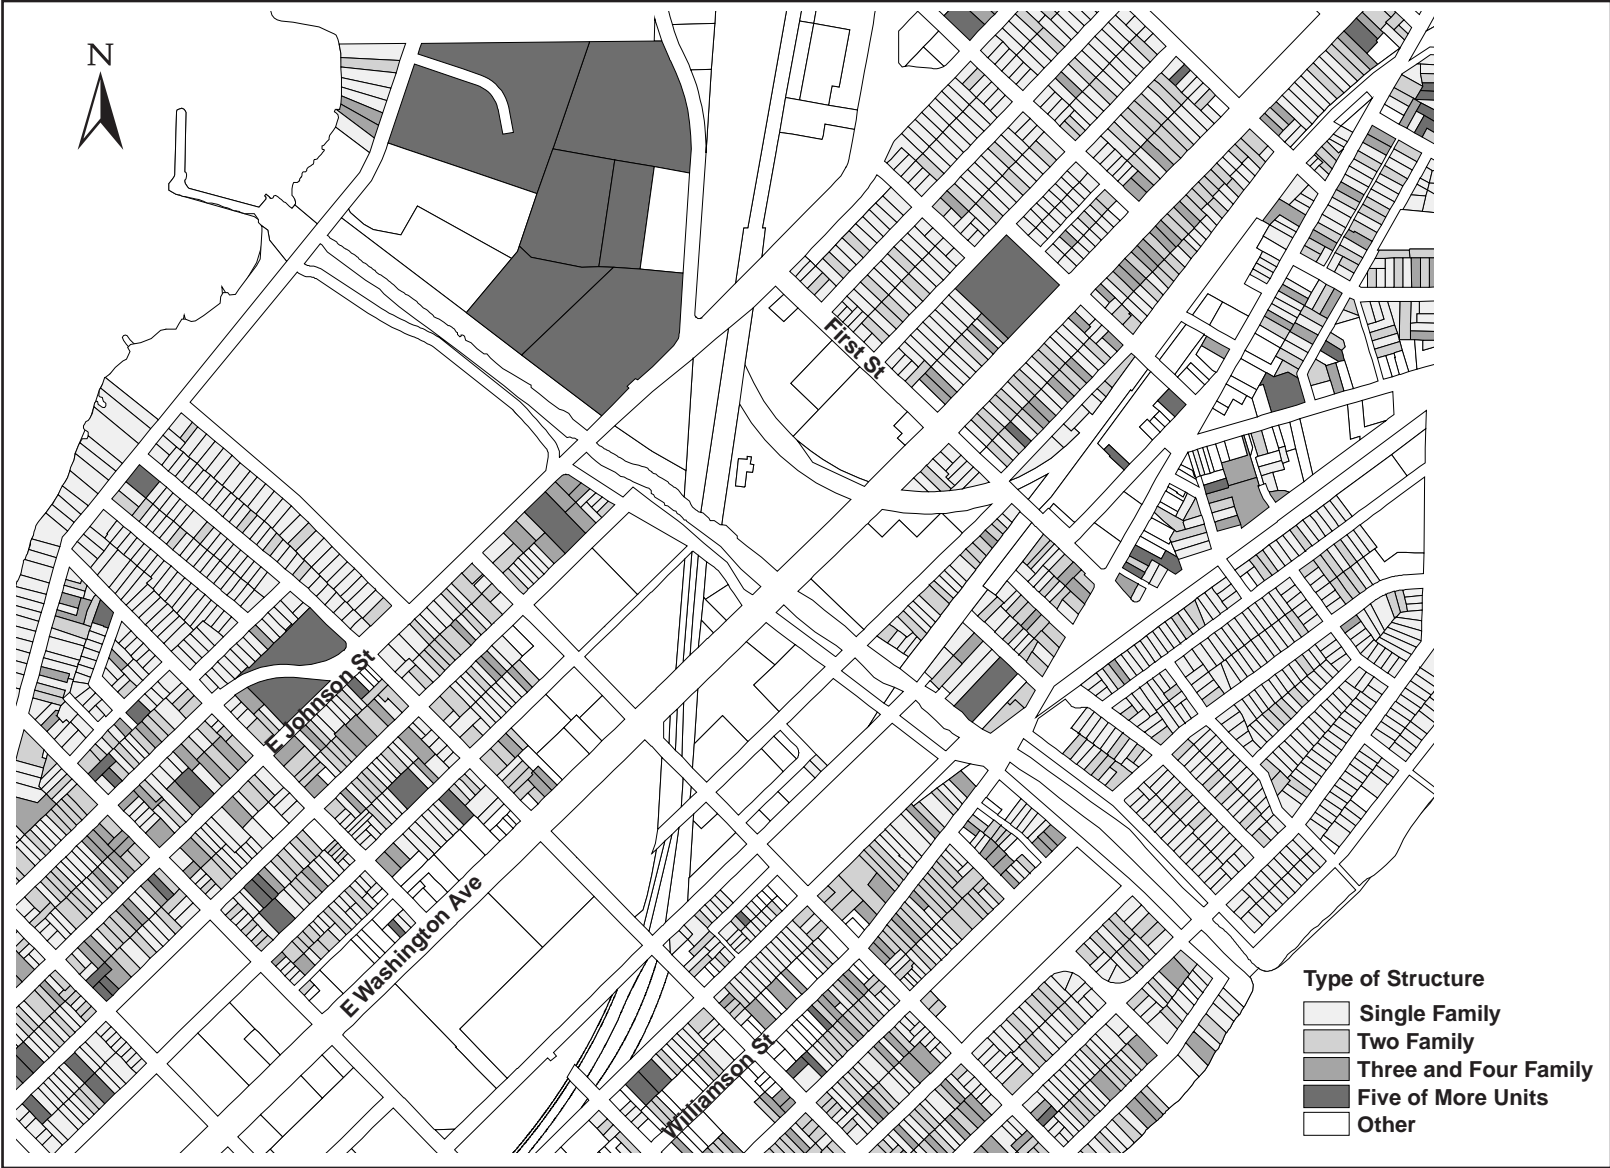 N
First St
E Johnson St
E Washington Ave
Williamson St
Type of Structure
Single Family
Two Family
Three and Four Family
Five of More Units
Other